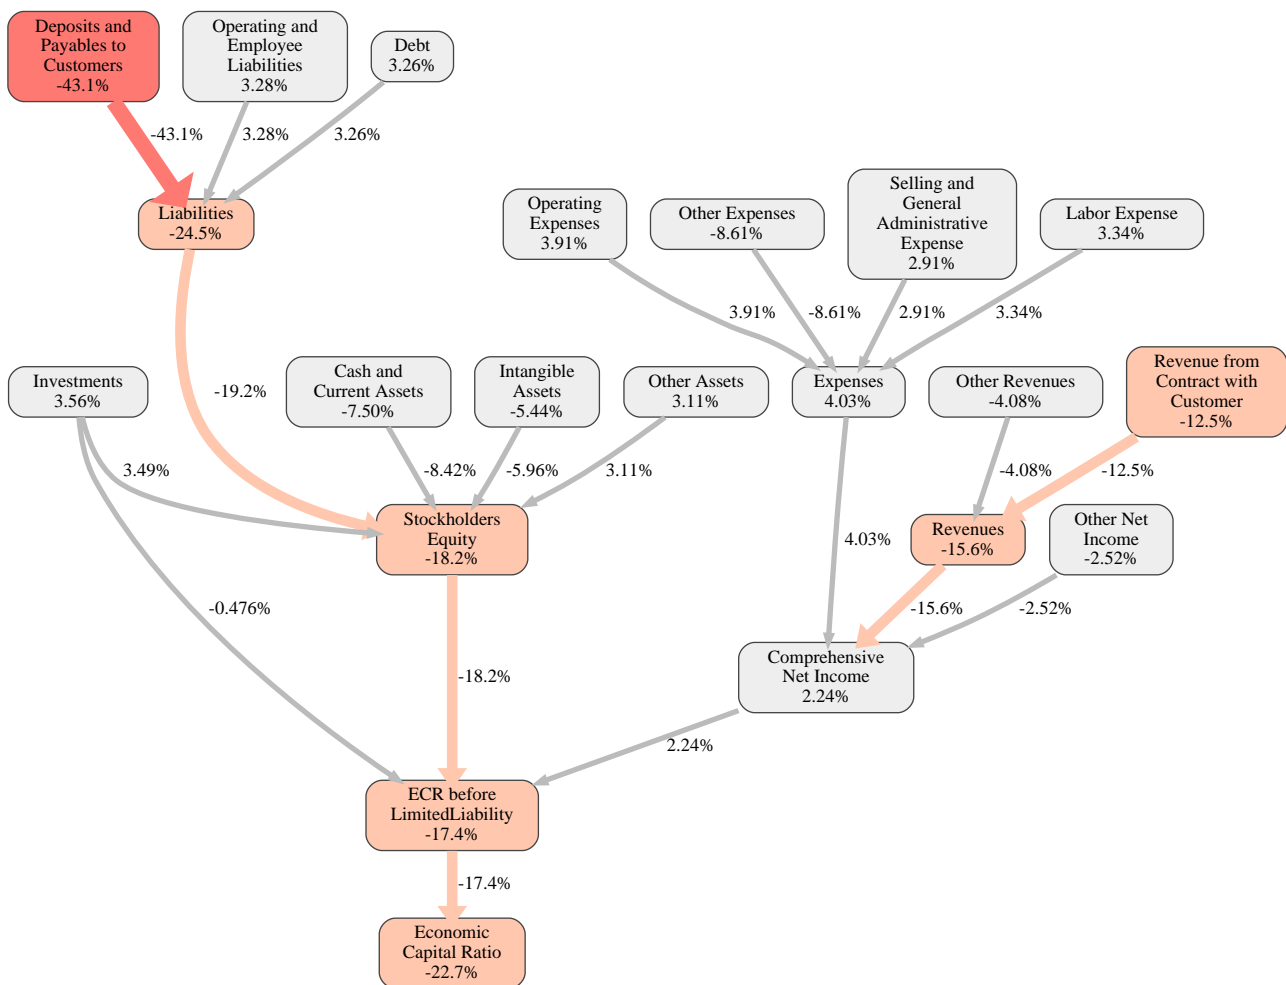 Deposits and
Payables to
Customers
-43.1%
Operating and
Employee
Liabilities
3.28%
Debt
3.26%
-43.1%
3.28%
3.26%
Liabilities
-24.5%
Operating
Expenses
3.91%
Other Expenses
-8.61%
Selling and
General
Administrative
Expense
2.91%
Labor Expense
3.34%
3.91%
-8.61%
2.91%
3.34%
Investments
3.56%
-19.2%
Cash and
Current Assets
-7.50%
Intangible
Assets
-5.44%
Other Assets
3.11%
Expenses
4.03%
Other Revenues
-4.08%
Revenue from
Contract with
Customer
-12.5%
3.49%
-8.42%
-5.96%
3.11%
-4.08%
-12.5%
Stockholders
Equity
-18.2%
4.03%
Revenues
-15.6%
Other Net
Income
-2.52%
-0.476%
-15.6%
-2.52%
-18.2%
Comprehensive
Net Income
2.24%
2.24%
ECR before
LimitedLiability
-17.4%
-17.4%
Economic
Capital Ratio
-22.7%